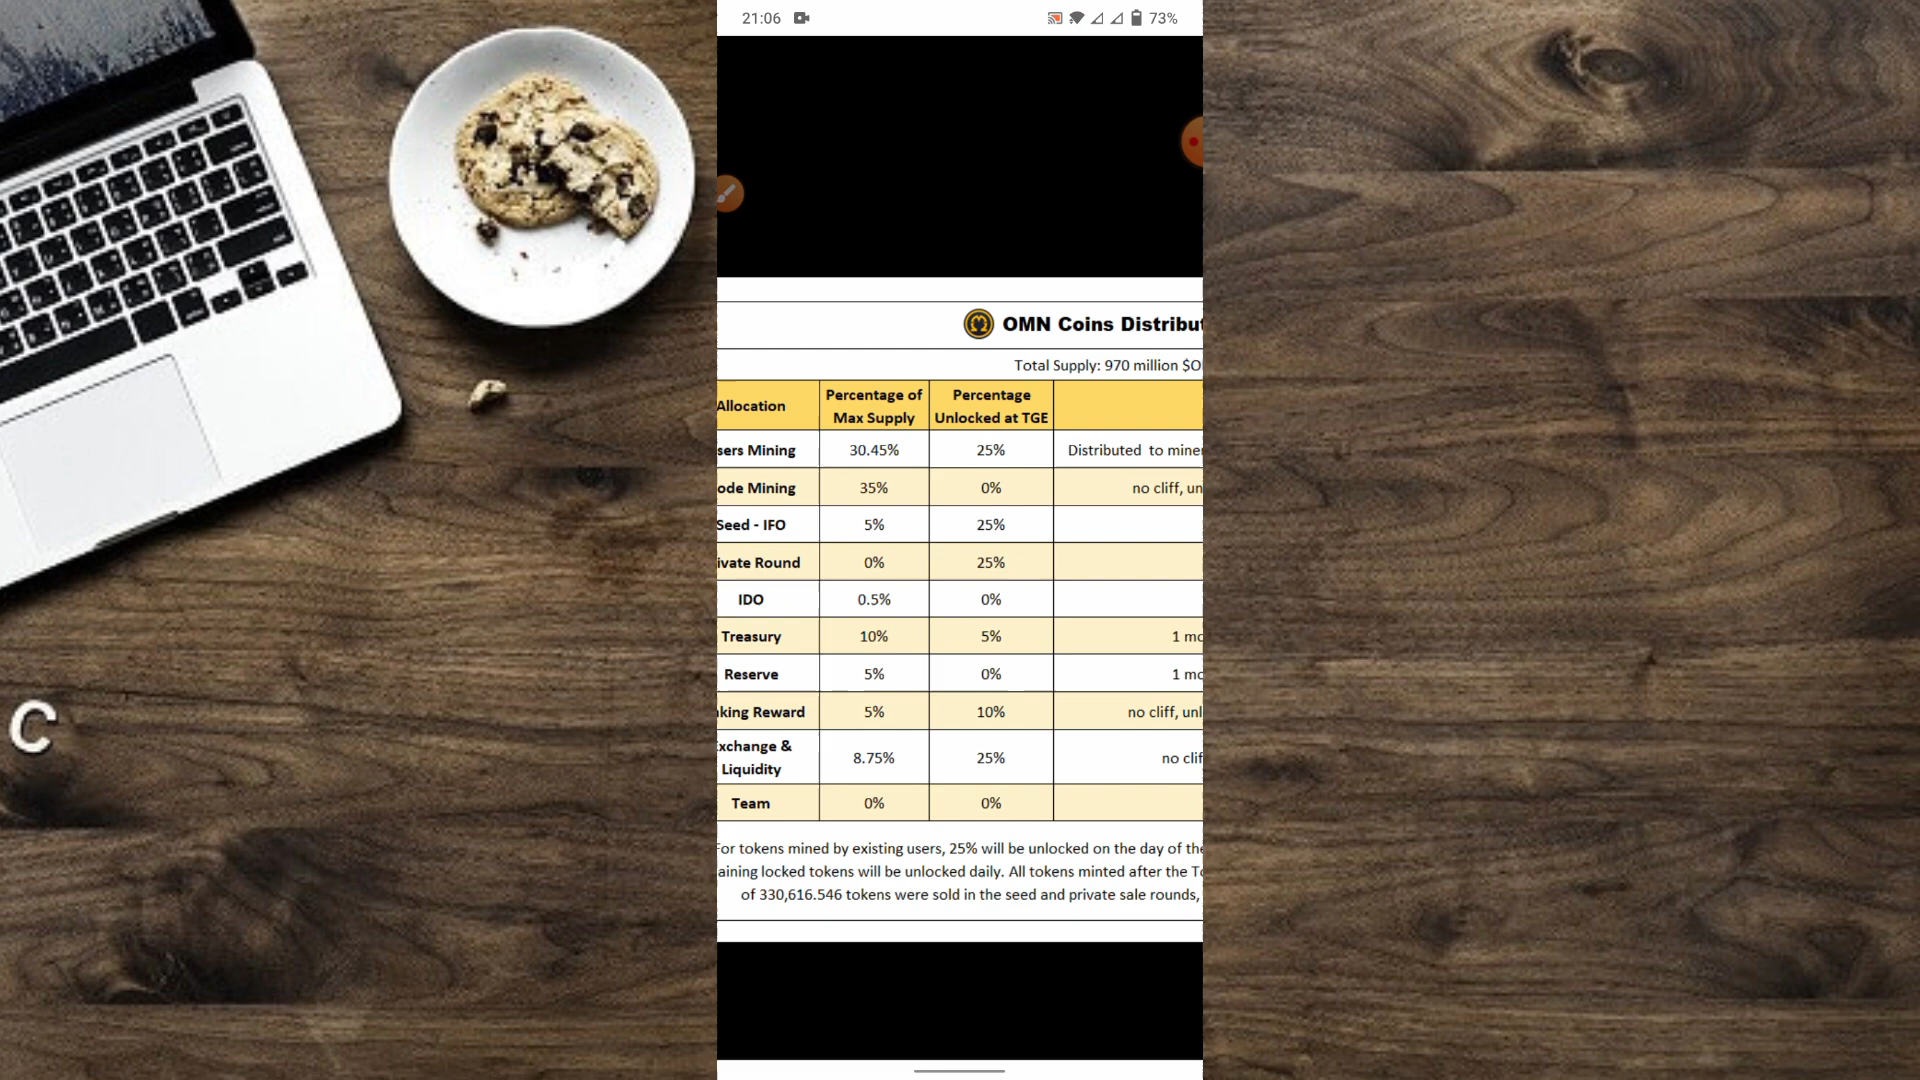 21:06 73%
OMN Coins Distribut
Total Supply: 970 million $O
Allocation Percentage of Max Supply Percentage Unlocked at TGE
sers Mining 30.45% 25% Distributed to miner
ode Mining 35% 0% no cliff, un
Seed - IFO 5% 25%
ivate Round 0% 25%
IDO 0.5% 0%
Treasury 10% 5% 1 mo
Reserve 5% 0% 1 mo
king Reward 5% 10% no cliff, unl
xchange & Liquidity 8.75% 25% no clif
Team 0% 0%
For tokens mined by existing users, 25% will be unlocked on the day of the
aining locked tokens will be unlocked daily. All tokens minted after the To
of 330,616.546 tokens were sold in the seed and private sale rounds,
C